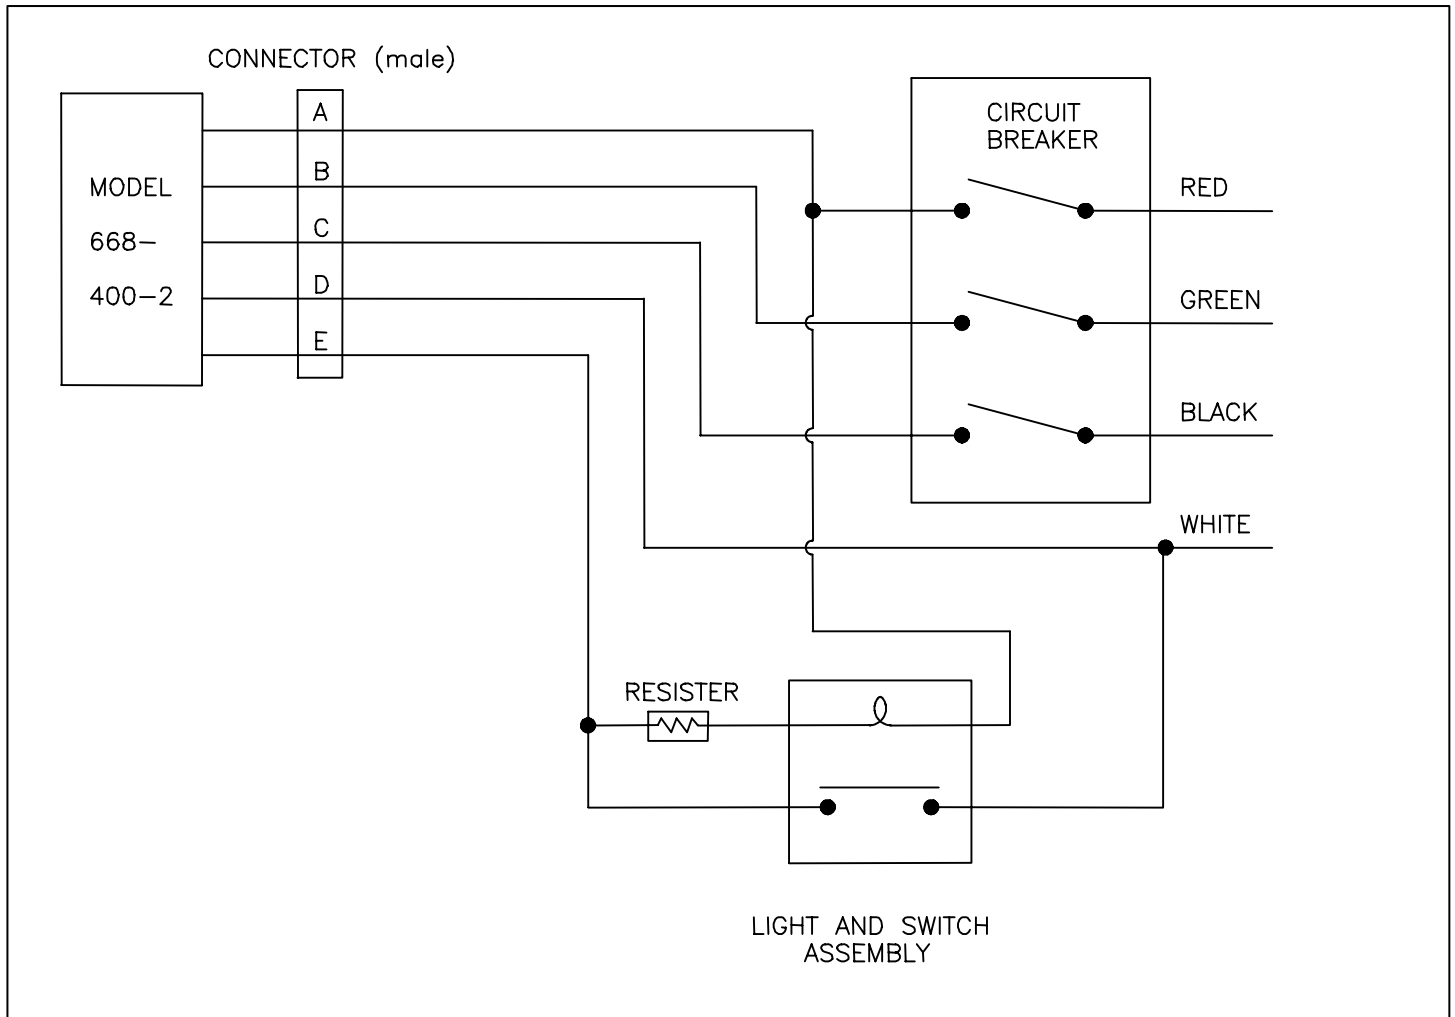 CONNECTOR (male)
MODEL
668-
400-2
A
B
C
D
E
CIRCUIT
BREAKER
RED
GREEN
BLACK
WHITE
RESISTER
LIGHT AND SWITCH
ASSEMBLY